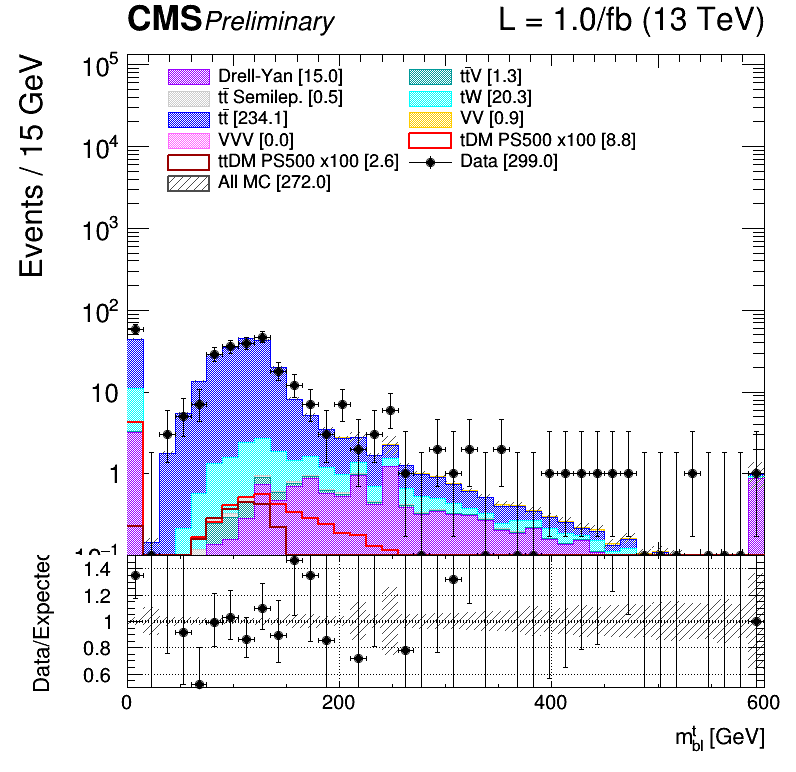 CMS Preliminary L = 1.0/fb (13 TeV)
Events / 15 GeV
10⁵
10⁴
10³
10²
10
1
10⁻¹
Drell-Yan [15.0]
tt̄ Semilep. [0.5]
tt̄ [234.1]
VVV [0.0]
ttDM PS500 x100 [2.6]
All MC [272.0]
tt̄V [1.3]
tW [20.3]
VV [0.9]
tDM PS500 x100 [8.8]
Data [299.0]
Data/Expected
1.4
1.2
1
0.8
0.6
0 200 400 600
mᵗbl [GeV]